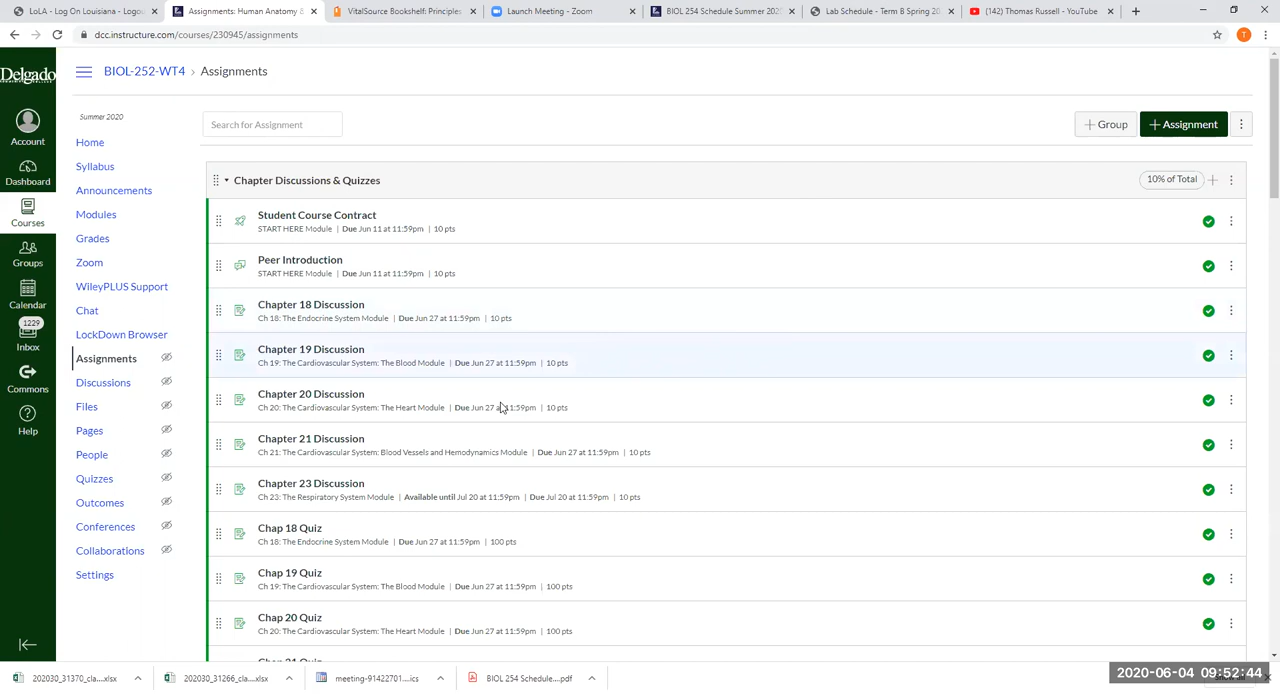 LoLA - Log On Louisiana - Logou
Assignments: Human Anatomy &
VitalSource Bookshelf: Principles
Launch Meeting - Zoom
BIOL 254 Schedule Summer 202
Lab Schedule - Term B Spring 20
(142) Thomas Russell - YouTube
dcc.instructure.com/courses/230945/assignments
T
Delgado
Account
Dashboard
Courses
Groups
Calendar
1229
Inbox
Commons
Help
BIOL-252-WT4 › Assignments
Summer 2020
Home
Syllabus
Announcements
Modules
Grades
Zoom
WileyPLUS Support
Chat
LockDown Browser
Assignments
Discussions
Files
Pages
People
Quizzes
Outcomes
Conferences
Collaborations
Settings
Search for Assignment
+ Group
+ Assignment
Chapter Discussions & Quizzes
10% of Total
Student Course Contract
START HERE Module | Due Jun 11 at 11:59pm | 10 pts
Peer Introduction
START HERE Module | Due Jun 11 at 11:59pm | 10 pts
Chapter 18 Discussion
Ch 18: The Endocrine System Module | Due Jun 27 at 11:59pm | 10 pts
Chapter 19 Discussion
Ch 19: The Cardiovascular System: The Blood Module | Due Jun 27 at 11:59pm | 10 pts
Chapter 20 Discussion
Ch 20: The Cardiovascular System: The Heart Module | Due Jun 27 at 11:59pm | 10 pts
Chapter 21 Discussion
Ch 21: The Cardiovascular System: Blood Vessels and Hemodynamics Module | Due Jun 27 at 11:59pm | 10 pts
Chapter 23 Discussion
Ch 23: The Respiratory System Module | Available until Jul 20 at 11:59pm | Due Jul 20 at 11:59pm | 10 pts
Chap 18 Quiz
Ch 18: The Endocrine System Module | Due Jun 27 at 11:59pm | 100 pts
Chap 19 Quiz
Ch 19: The Cardiovascular System: The Blood Module | Due Jun 27 at 11:59pm | 100 pts
Chap 20 Quiz
Ch 20: The Cardiovascular System: The Heart Module | Due Jun 27 at 11:59pm | 100 pts
Chap 21 Quiz
202030_31370_cla....xlsx
202030_31266_cla....xlsx
meeting-91422701....ics
BIOL 254 Schedule....pdf
2020-06-04 09:52:44